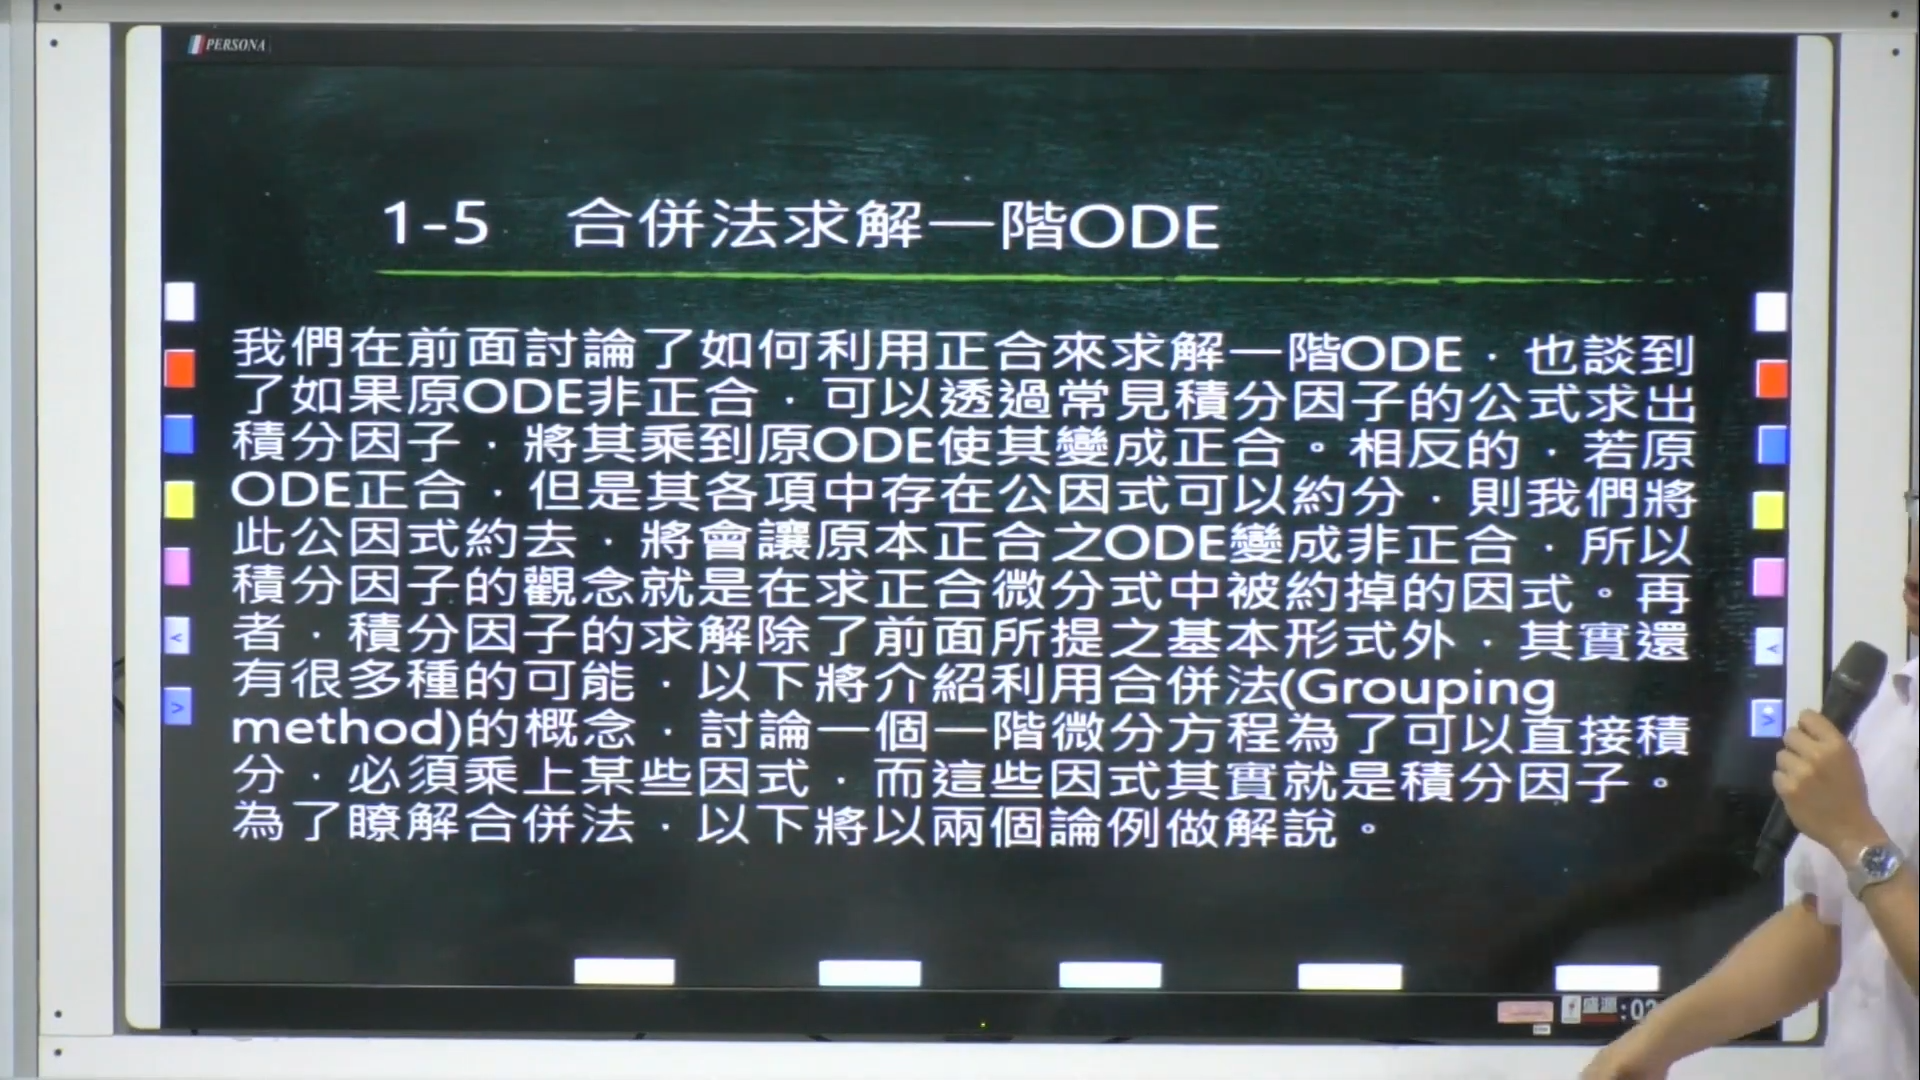 PERSONA
1-5 合併法求解一階ODE
我們在前面討論了如何利用正合來求解一階ODE，也談到
了如果原ODE非正合，可以透過常見積分因子的公式求出
積分因子，將其乘到原ODE使其變成正合。相反的，若原
ODE正合，但是其各項中存在公因式可以約分，則我們將
此公因式約去，將會讓原本正合之ODE變成非正合，所以
積分因子的觀念就是在求正合微分式中被約掉的因式。再
者，積分因子的求解除了前面所提之基本形式外，其實還
有很多種的可能，以下將介紹利用合併法(Grouping
method)的概念，討論一個一階微分方程為了可以直接積
分，必須乘上某些因式，而這些因式其實就是積分因子。
為了瞭解合併法，以下將以兩個論例做解說。